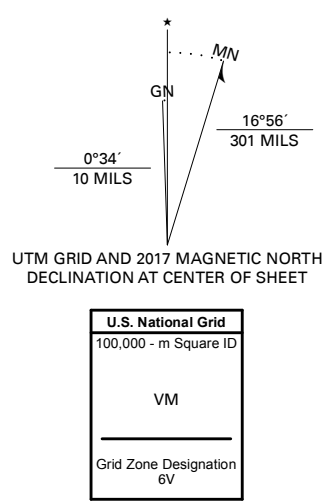 ★
MN
GN
16°56´
301 MILS
0°34´
10 MILS
UTM GRID AND 2017 MAGNETIC NORTH
DECLINATION AT CENTER OF SHEET
U.S. National Grid
100,000 - m Square ID
VM
Grid Zone Designation
6V